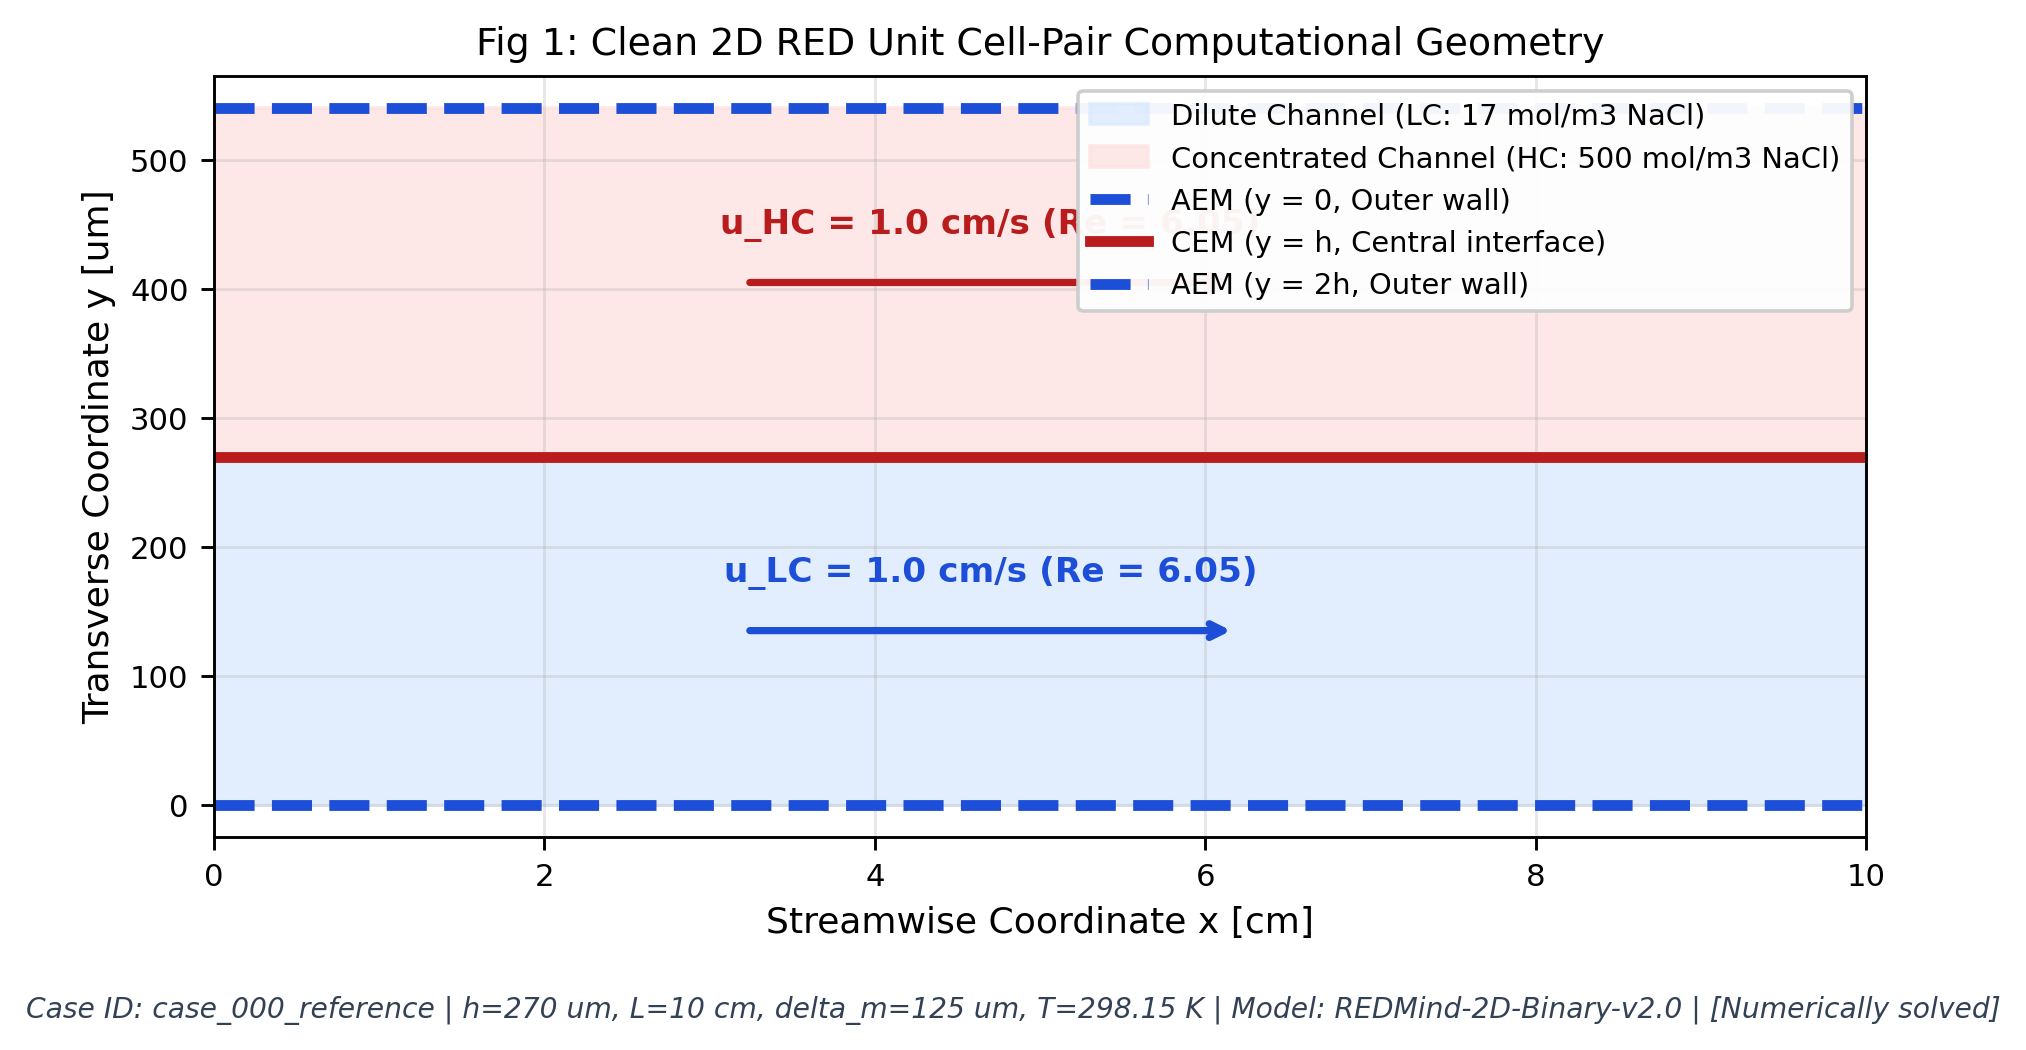 Fig 1: Clean 2D RED Unit Cell-Pair Computational Geometry
Transverse Coordinate y [um]
500
400
300
200
100
0
Dilute Channel (LC: 17 mol/m3 NaCl)
Concentrated Channel (HC: 500 mol/m3 NaCl)
AEM (y = 0, Outer wall)
CEM (y = h, Central interface)
AEM (y = 2h, Outer wall)
u_HC = 1.0 cm/s (Re = 6.05)
u_LC = 1.0 cm/s (Re = 6.05)
0
2
4
6
8
10
Streamwise Coordinate x [cm]
Case ID: case_000_reference | h=270 um, L=10 cm, delta_m=125 um, T=298.15 K | Model: REDMind-2D-Binary-v2.0 | [Numerically solved]